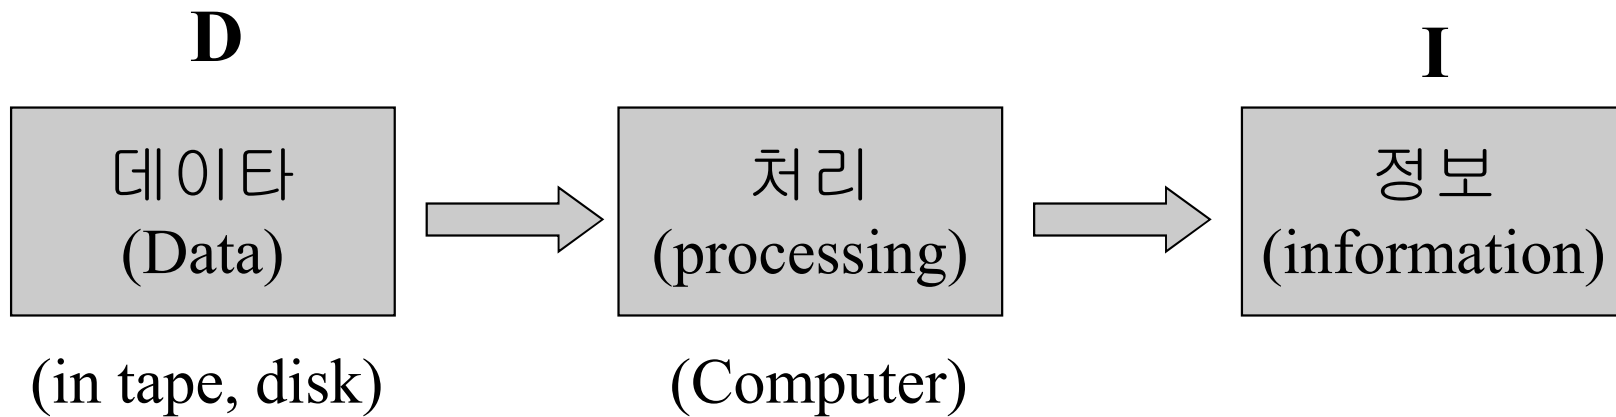 D
데이타
(Data)
(in tape, disk)
처리
(processing)
(Computer)
I
정보
(information)